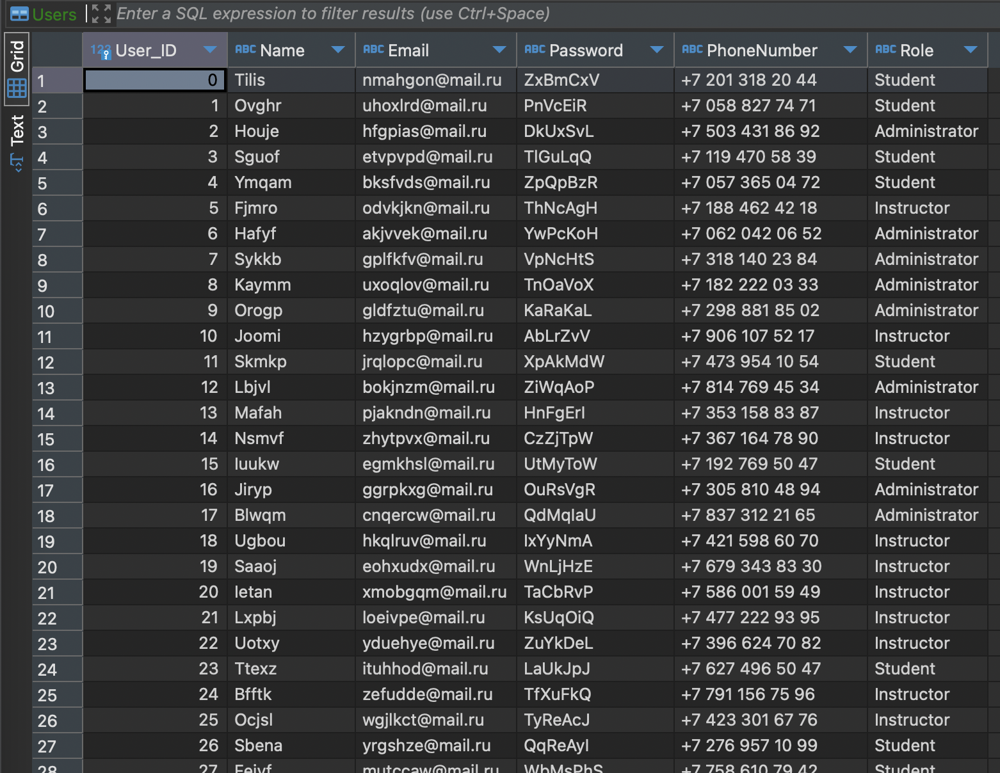 Users Enter a SQL expression to filter results (use Ctrl+Space)
Grid
Text
123 User_ID ABC Name ABC Email ABC Password ABC PhoneNumber ABC Role
1 0 Tilis nmahgon@mail.ru ZxBmCxV +7 201 318 20 44 Student
2 1 Ovghr uhoxlrd@mail.ru PnVcEiR +7 058 827 74 71 Student
3 2 Houje hfgpias@mail.ru DkUxSvL +7 503 431 86 92 Administrator
4 3 Sguof etvpvpd@mail.ru TlGuLqQ +7 119 470 58 39 Student
5 4 Ymqam bksfvds@mail.ru ZpQpBzR +7 057 365 04 72 Student
6 5 Fjmro odvkjkn@mail.ru ThNcAgH +7 188 462 42 18 Instructor
7 6 Hafyf akjvvek@mail.ru YwPcKoH +7 062 042 06 52 Administrator
8 7 Sykkb gplfkfv@mail.ru VpNcHtS +7 318 140 23 84 Administrator
9 8 Kaymm uxoqlov@mail.ru TnOaVoX +7 182 222 03 33 Administrator
10 9 Orogp gldfztu@mail.ru KaRaKaL +7 298 881 85 02 Administrator
11 10 Joomi hzygrbp@mail.ru AbLrZvV +7 906 107 52 17 Instructor
12 11 Skmkp jrqlopc@mail.ru XpAkMdW +7 473 954 10 54 Student
13 12 Lbjvl bokjnzm@mail.ru ZiWqAoP +7 814 769 45 34 Administrator
14 13 Mafah pjakndn@mail.ru HnFgErI +7 353 158 83 87 Instructor
15 14 Nsmvf zhytpvx@mail.ru CzZjTpW +7 367 164 78 90 Instructor
16 15 Iuukw egmkhsl@mail.ru UtMyToW +7 192 769 50 47 Student
17 16 Jiryp ggrpkxg@mail.ru OuRsVgR +7 305 810 48 94 Administrator
18 17 Blwqm cnqercw@mail.ru QdMqIaU +7 837 312 21 65 Administrator
19 18 Ugbou hkqlruv@mail.ru IxYyNmA +7 421 598 60 70 Instructor
20 19 Saaoj eohxudx@mail.ru WnLjHzE +7 679 343 83 30 Instructor
21 20 Ietan xmobgqm@mail.ru TaCbRvP +7 586 001 59 49 Instructor
22 21 Lxpbj loeivpe@mail.ru KsUqOiQ +7 477 222 93 95 Instructor
23 22 Uotxy yduehye@mail.ru ZuYkDeL +7 396 624 70 82 Instructor
24 23 Ttexz ituhhod@mail.ru LaUkJpJ +7 627 496 50 47 Student
25 24 Bfftk zefudde@mail.ru TfXuFkQ +7 791 156 75 96 Instructor
26 25 Ocjsl wgjlkct@mail.ru TyReAcJ +7 423 301 67 76 Instructor
27 26 Sbena yrgshze@mail.ru QqReAyI +7 276 957 10 99 Student
28 27 mutccaw@mail.ru WbMsPhS +7 758 610 79 42 Student